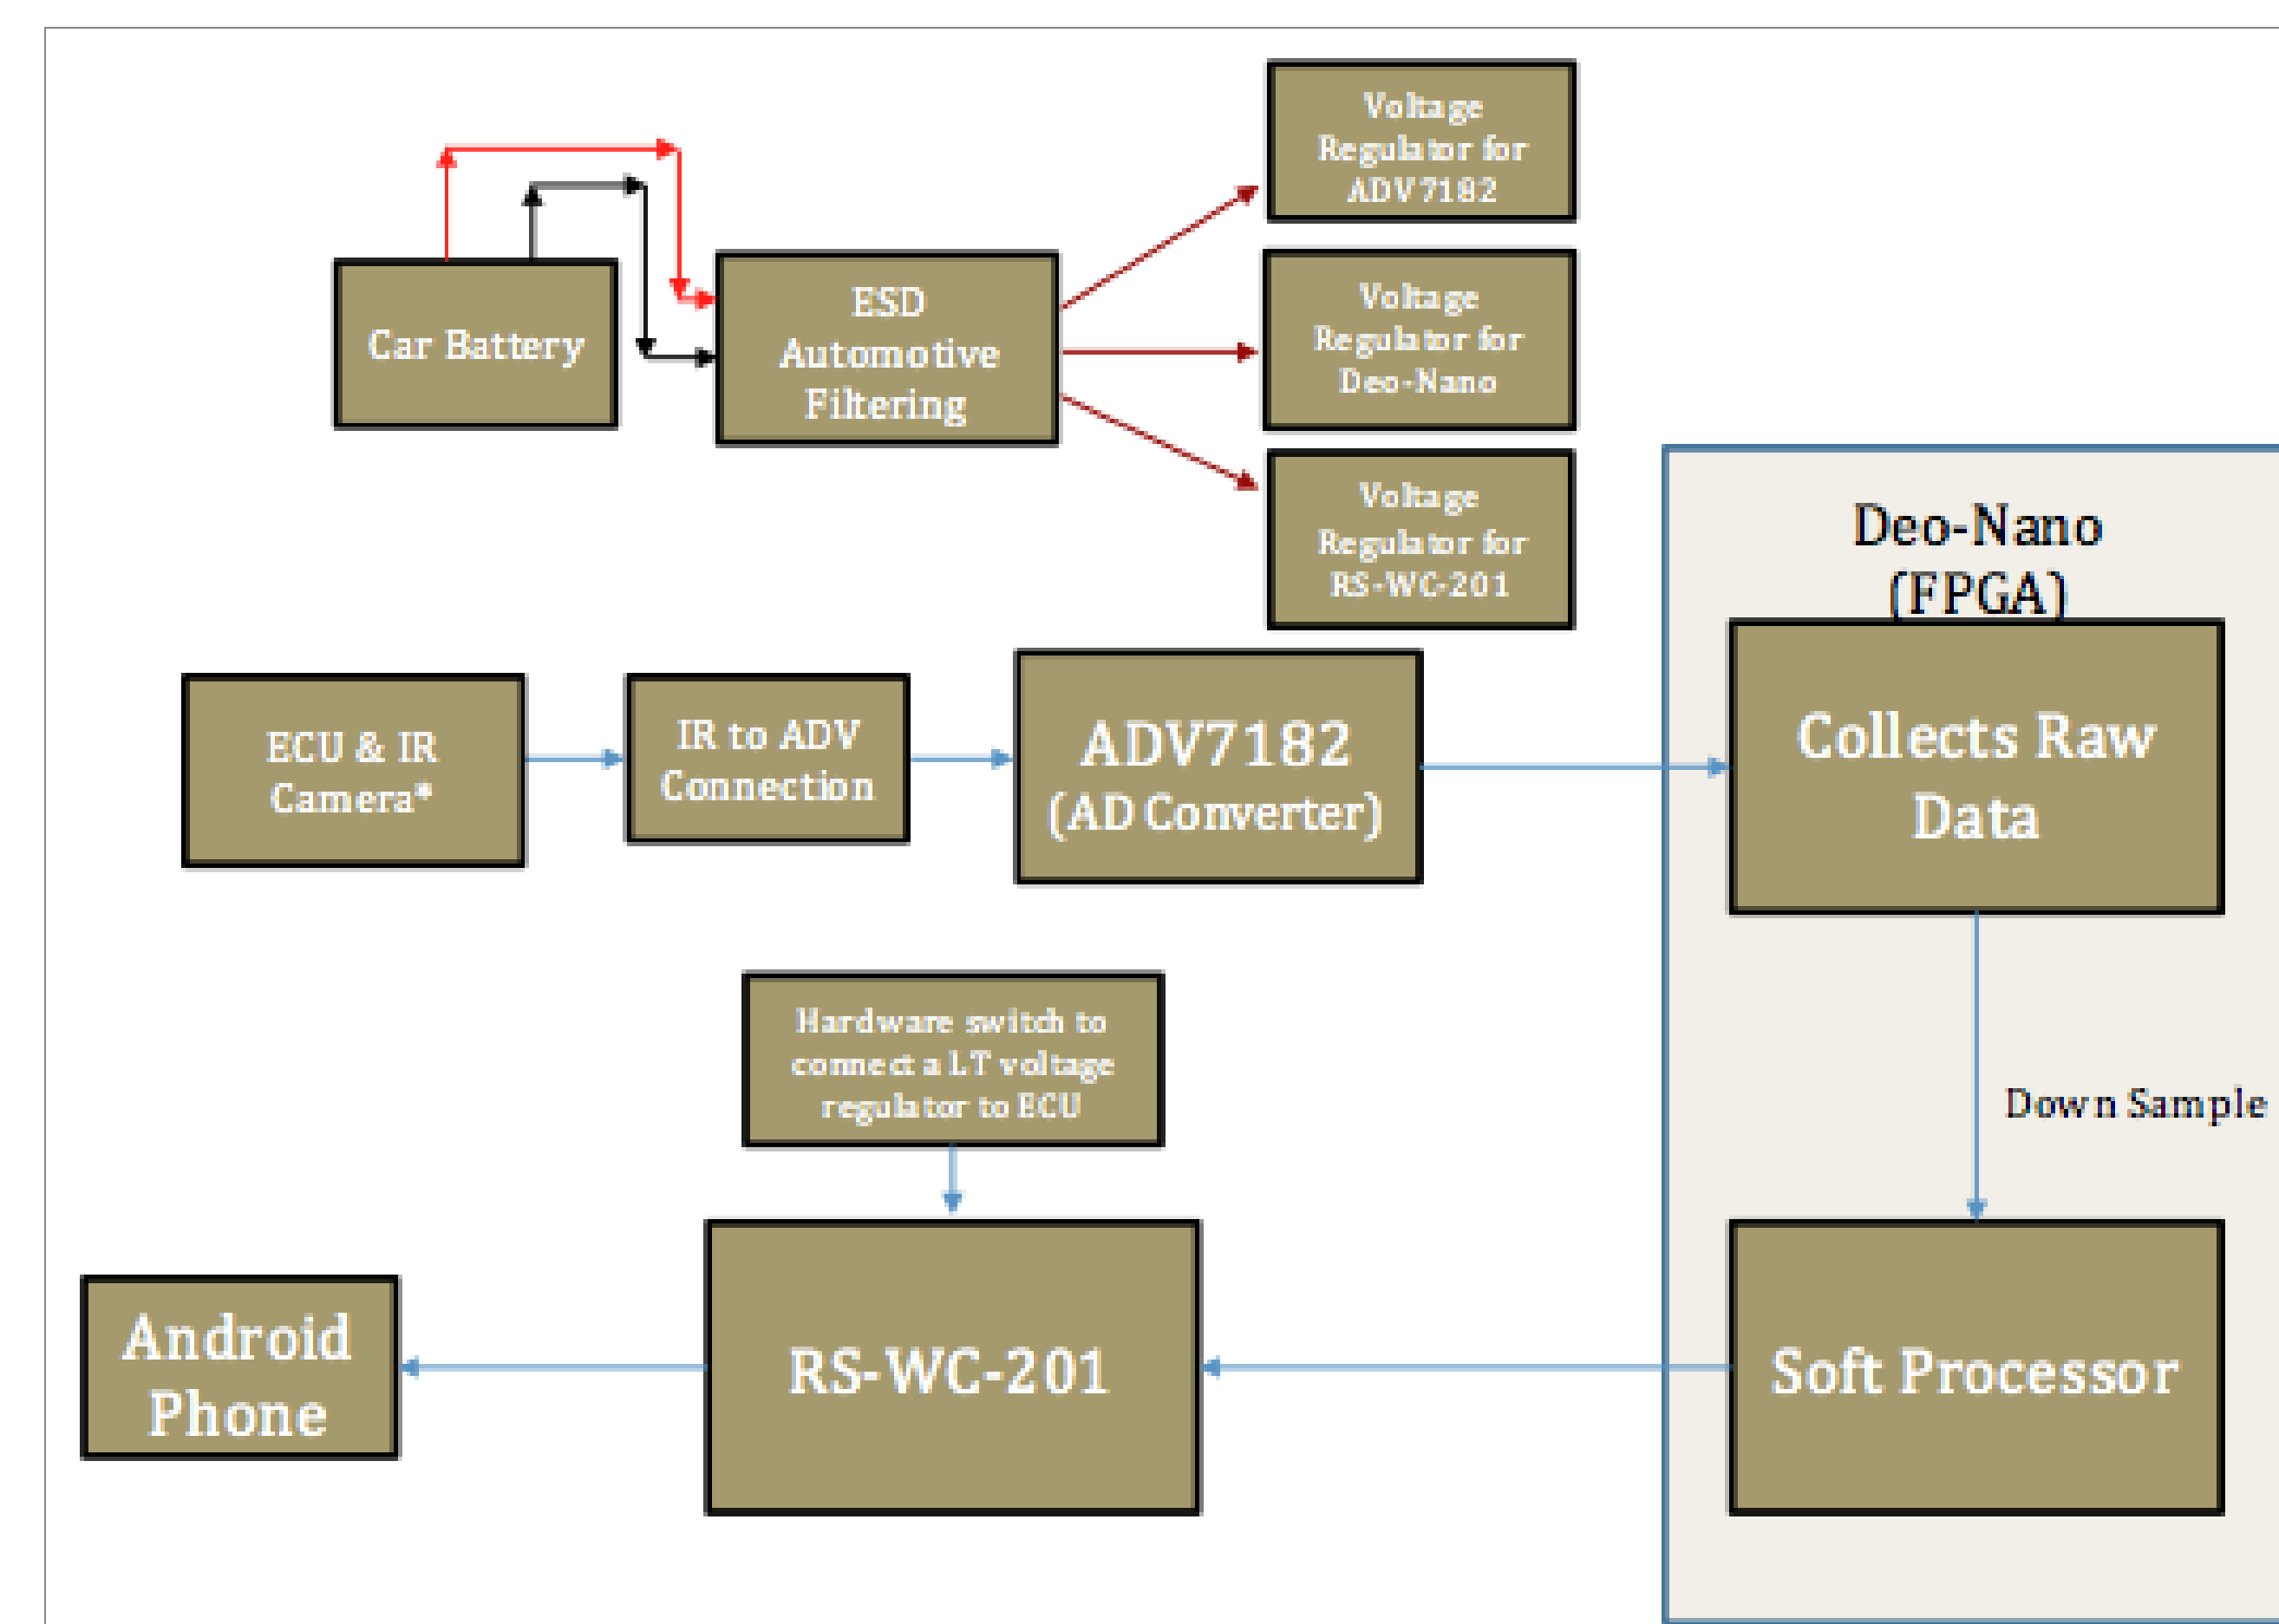 Voltage
Regulator for
ADV7182
Car Battery
ESD
Automotive
Filtering
Voltage
Regulator for
Deo-Nano
Voltage
Regulator for
RS-WC-201
Deo-Nano
(FPGA)
ECU & IR
Camera*
IR to ADV
Connection
ADV7182
(AD Converter)
Collects Raw
Data
Hardware switch to
connect a LT voltage
regulator to ECU
Down Sample
Android
Phone
RS-WC-201
Soft Processor